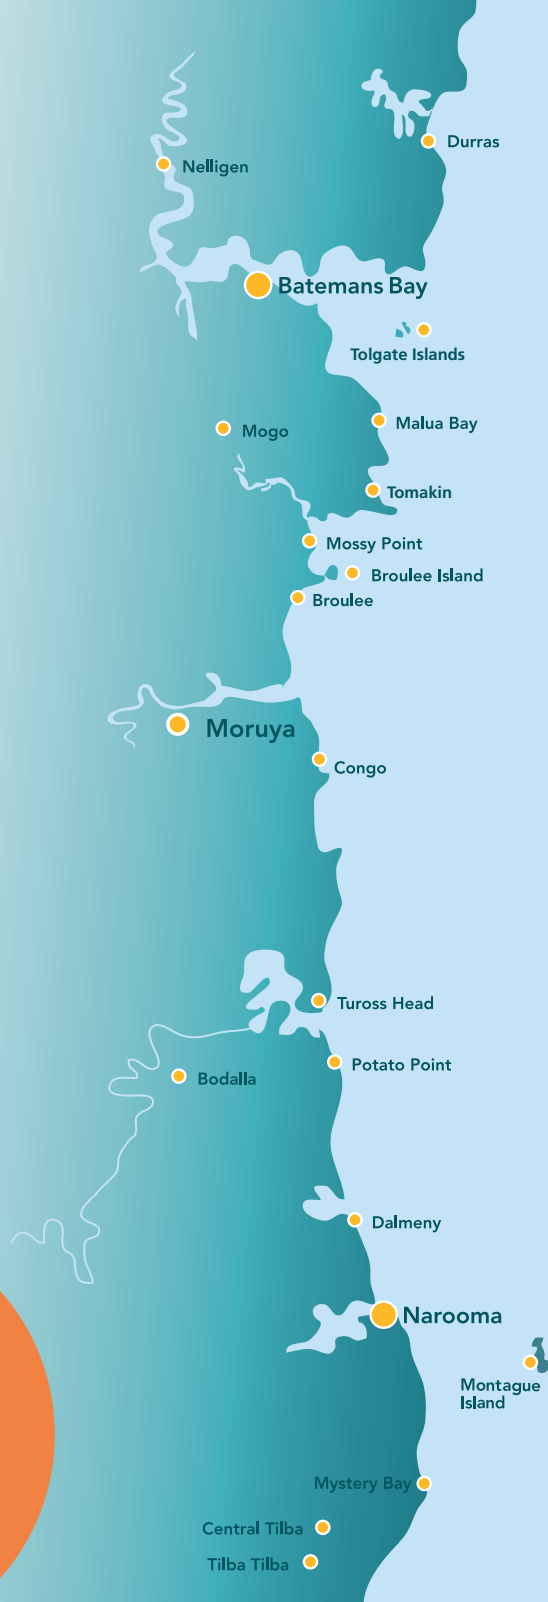 Durras
Nelligen
Batemans Bay
Tolgate Islands
Malua Bay
Mogo
Tomakin
Mossy Point
Broulee Island
Broulee
Moruya
Congo
Tuross Head
Potato Point
Bodalla
Dalmeny
Narooma
Montague
Island
Mystery Bay
Central Tilba
Tilba Tilba